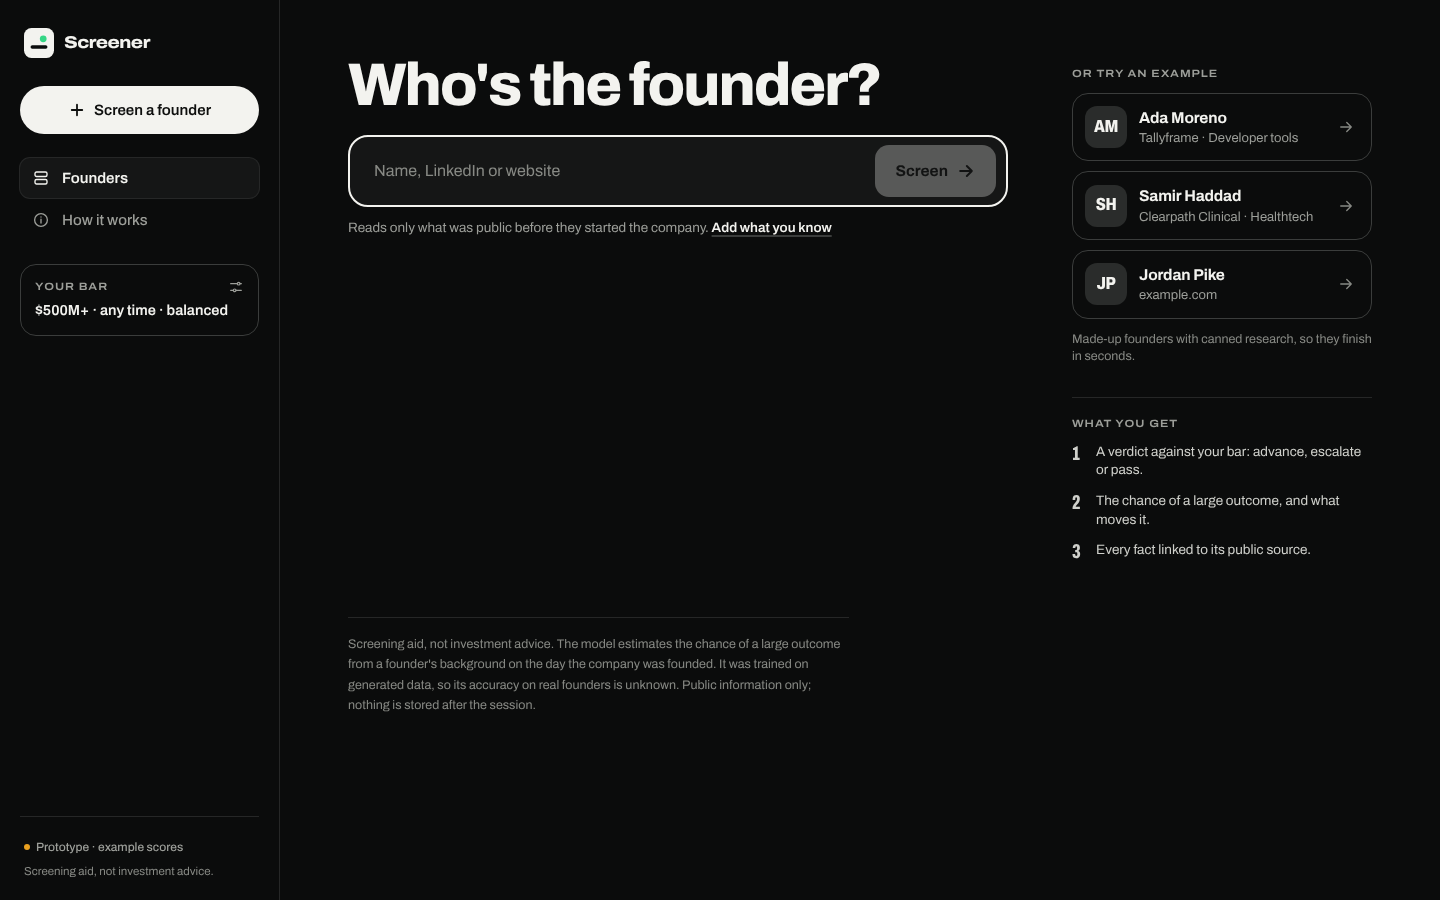 Screener
Screen a founder
Founders
How it works
YOUR BAR
$500M+ · any time · balanced
Prototype · example scores
Screening aid, not investment advice.
Who's the founder?
Name, LinkedIn or website
Screen
Reads only what was public before they started the company. Add what you know
Screening aid, not investment advice. The model estimates the chance of a large outcome
from a founder's background on the day the company was founded. It was trained on
generated data, so its accuracy on real founders is unknown. Public information only;
nothing is stored after the session.
OR TRY AN EXAMPLE
AM
Ada Moreno
Tallyframe · Developer tools
SH
Samir Haddad
Clearpath Clinical · Healthtech
JP
Jordan Pike
example.com
Made-up founders with canned research, so they finish
in seconds.
WHAT YOU GET
1 A verdict against your bar: advance, escalate
or pass.
2 The chance of a large outcome, and what
moves it.
3 Every fact linked to its public source.